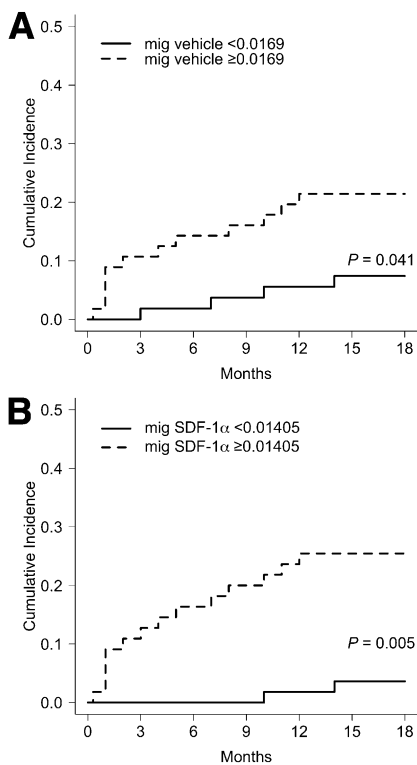 A
0.5
0.4
0.3
0.2
0.1
0.0
Cumulative Incidence
mig vehicle <0.0169
mig vehicle ≥0.0169
P = 0.041
0 3 6 9 12 15 18
Months
B
0.5
0.4
0.3
0.2
0.1
0.0
Cumulative Incidence
mig SDF-1α <0.01405
mig SDF-1α ≥0.01405
P = 0.005
0 3 6 9 12 15 18
Months